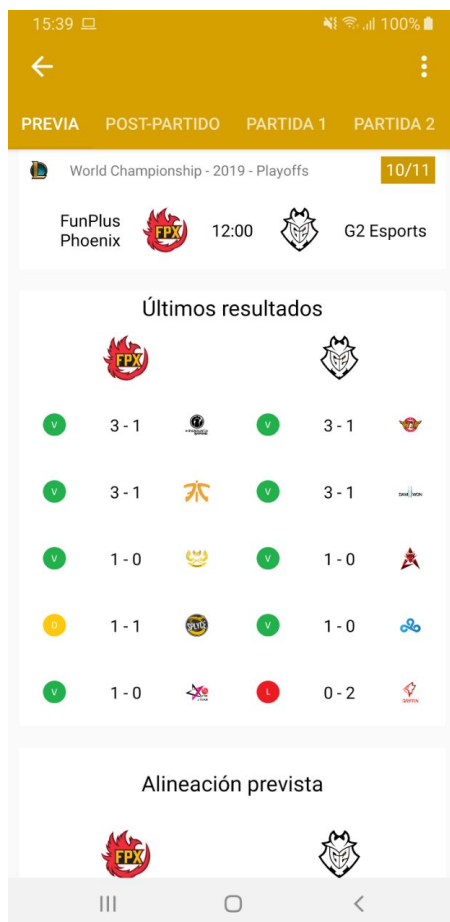 15:39 100%
PREVIA POST-PARTIDO PARTIDA 1 PARTIDA 2
World Championship - 2019 - Playoffs 10/11
FunPlus
Phoenix FPX 12:00 G2 Esports
Últimos resultados
FPX
V 3 - 1 V 3 - 1
V 3 - 1 V 3 - 1 DAMWON
V 1 - 0 V 1 - 0
D 1 - 1 SPLYCE V 1 - 0
V 1 - 0 L 0 - 2 GRIFFIN
Alineación prevista
FPX